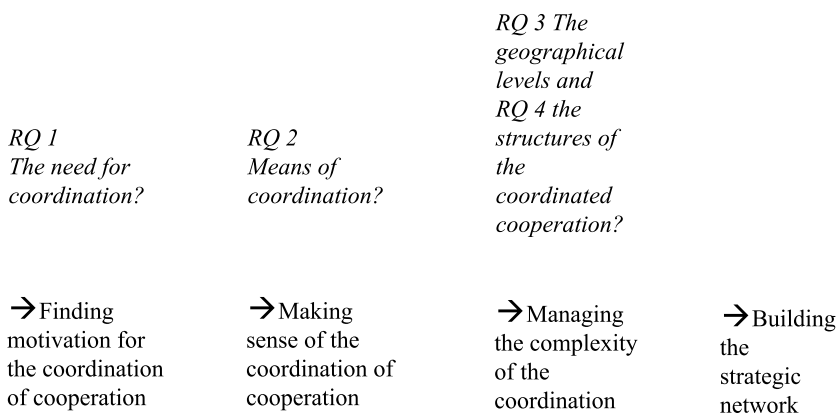 RQ 1
The need for
coordination?
RQ 2
Means of
coordination?
RQ 3 The
geographical
levels and
RQ 4 the
structures of
the
coordinated
cooperation?
→Finding
motivation for
the coordination
of cooperation
→Making
sense of the
coordination of
cooperation
→Managing
the complexity
of the
coordination
→Building
the
strategic
network